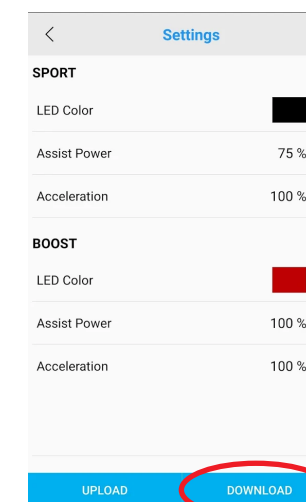 Settings
SPORT
LED Color
Assist Power 75 %
Acceleration 100 %
BOOST
LED Color
Assist Power 100 %
Acceleration 100 %
UPLOAD DOWNLOAD